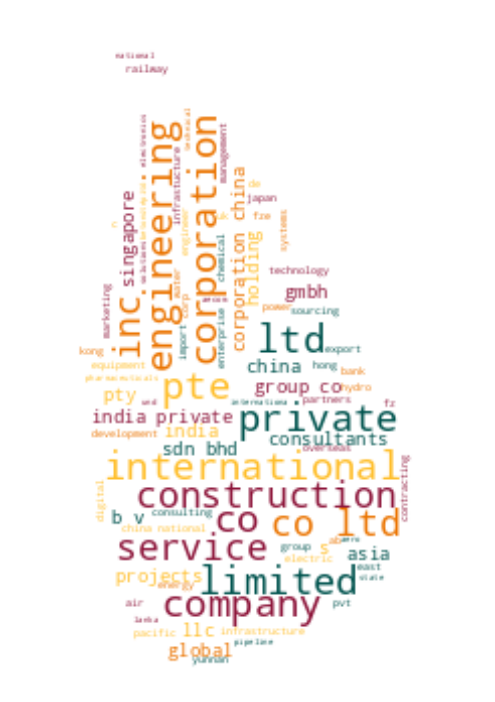 national
railway
engineering
corporation
inc.
singapore
corporation china
holding
electronics
technical
management
infrastructure
engineer
chemical
de
japan
fze
systems
technology
gmbh
power
sourcing
marketing
solutions
water
corp
import
enterprise
ltd
export
kong
equipment
pharmaceuticals
china
hong
bank
pte
group co
hydro
pty
partners
fz
india private
private
development
india
consultants
sdn bhd
overseas
international
contracting
digital
construction
b v
consulting
co
co ltd
china national
service
group
s
electric
asia
east
state
projects
energy
limited
air
company
pvt
lanka
pacific
llc
infrastructure
pipeline
global
yunnan